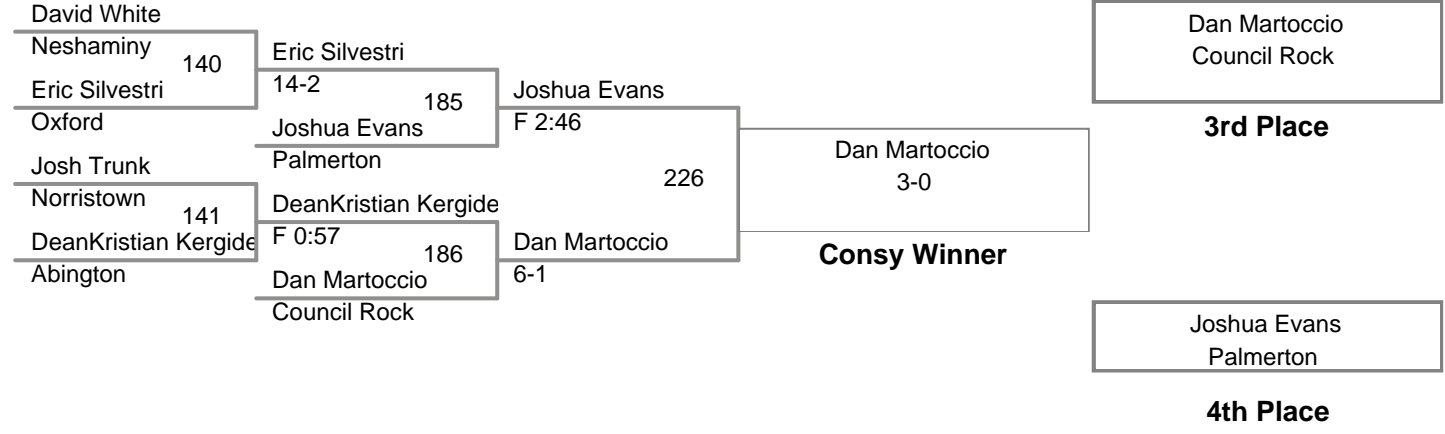 David White
Neshaminy
140
Eric Silvestri
Oxford
Josh Trunk
Norristown
141
DeanKristian Kergide
Abington
Eric Silvestri
14-2
185
Joshua Evans
Palmerton
DeanKristian Kergide
F 0:57
186
Dan Martoccio
Council Rock
Joshua Evans
F 2:46
226
Dan Martoccio
6-1
Dan Martoccio
3-0
Consy Winner
Dan Martoccio
Council Rock
3rd Place
Joshua Evans
Palmerton
4th Place